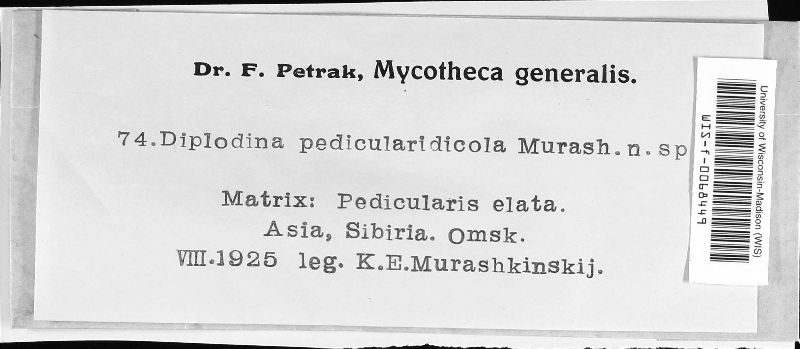 Dr. F. Petrak, Mycotheca generalis.
74.Diplodina pedicularidicola Murash.n.sp
Matrix: Pedicularis elata.
Asia, Sibiria. Omsk.
VIII.1925 leg. K.E.Murashkinskij.
University of Wisconsin-Madison (WIS)
WIS-f-0068449